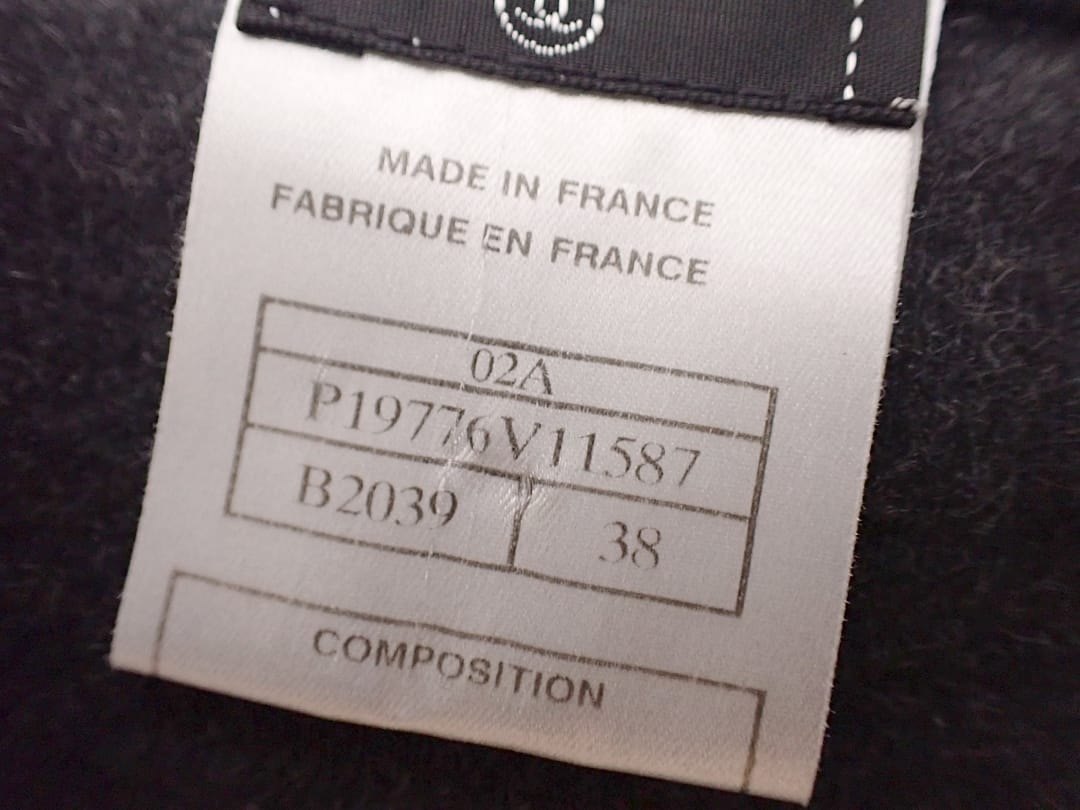 MADE IN FRANCE
FABRIQUE EN FRANCE
02A
P19776V11587
B2039 38
COMPOSITION